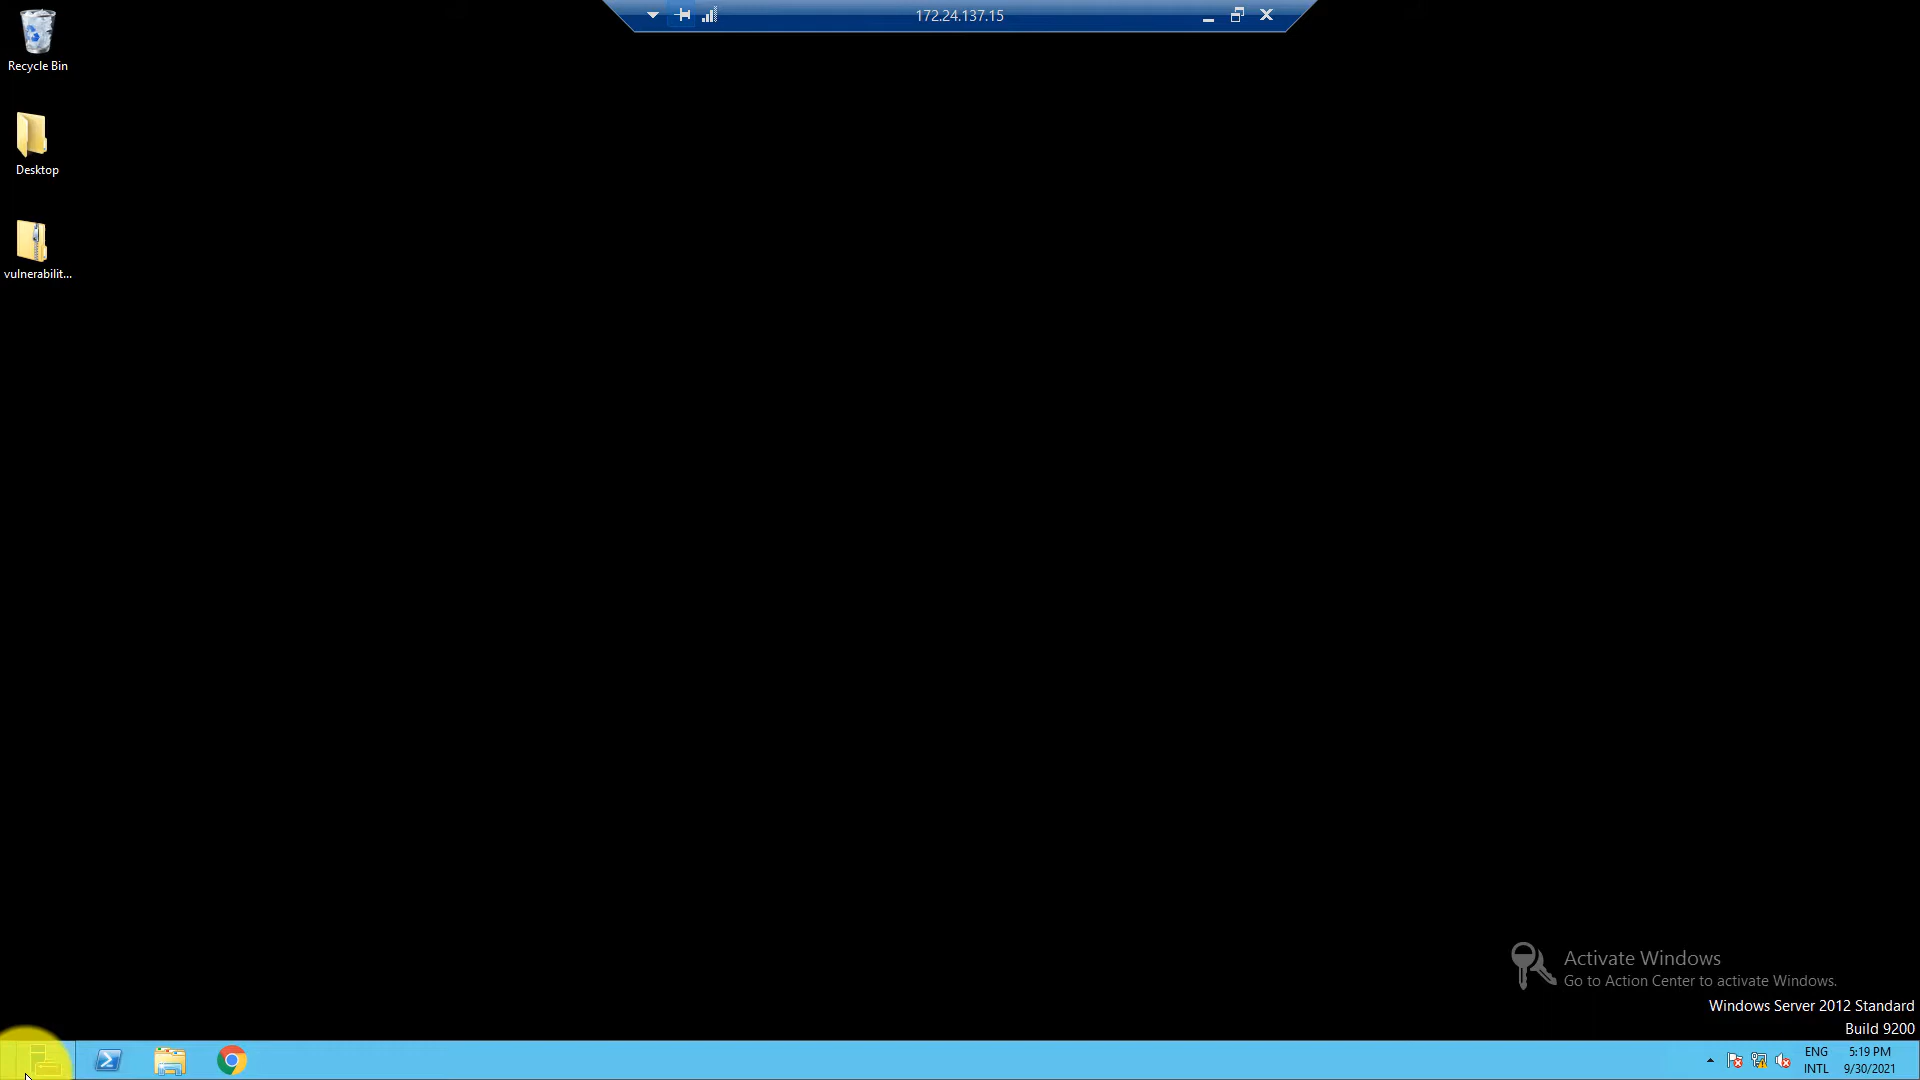 172.24.137.15
Recycle Bin
Desktop
vulnerabilit...
Activate Windows
Go to Action Center to activate Windows.
Windows Server 2012 Standard
Build 9200
ENG
INTL
5:19 PM
9/30/2021